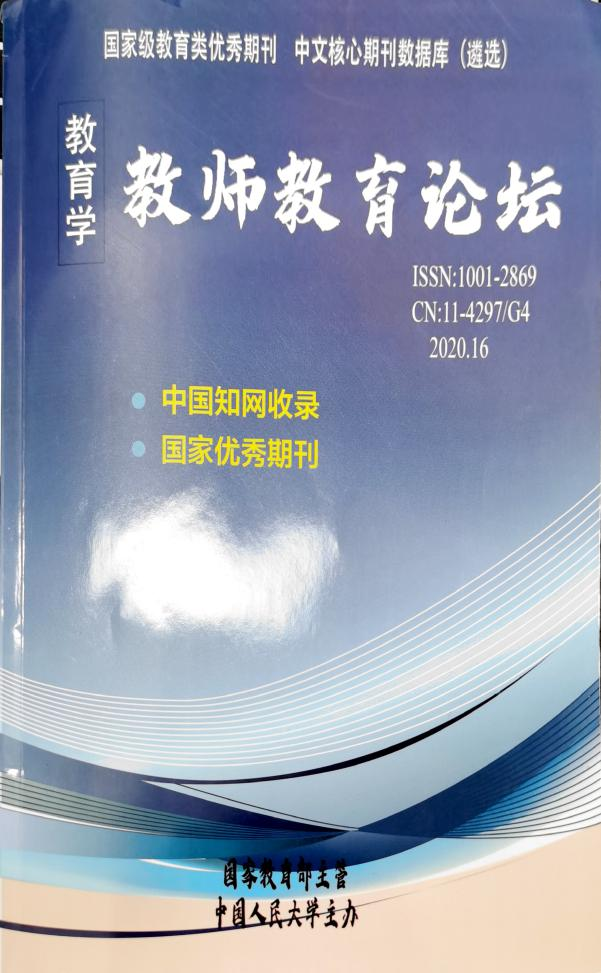 国家级教育类优秀期刊 中文核心期刊数据库（遴选）
教育学
教师教育论坛
ISSN:1001-2869
CN:11-4297/G4
2020.16
中国知网收录
国家优秀期刊
国家教育部主管
中国人民大学主办